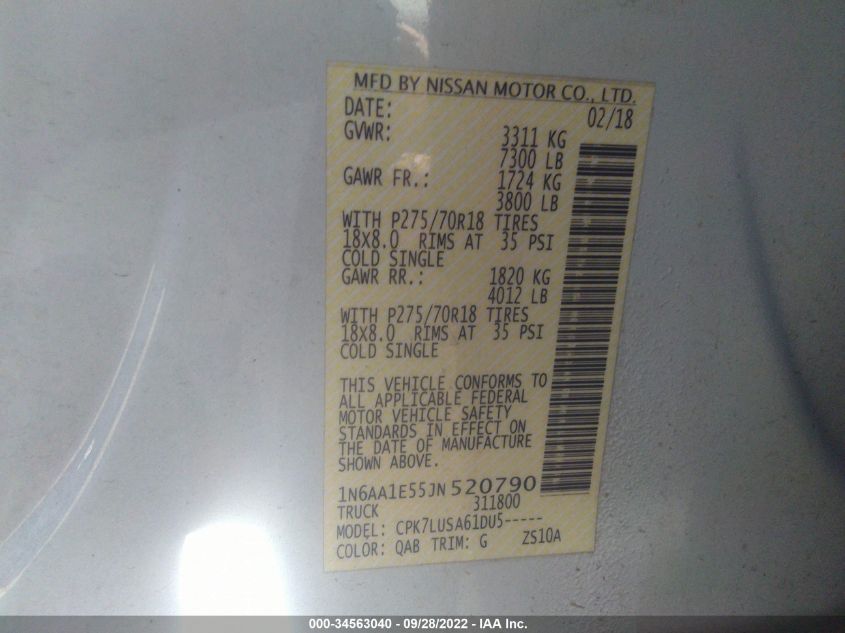 MFD BY NISSAN MOTOR CO., LTD.
DATE: 02/18
GVWR: 3311 KG
7300 LB
GAWR FR.: 1724 KG
3800 LB
WITH P275/70R18 TIRES
18X8.0 RIMS AT 35 PSI
COLD SINGLE
GAWR RR.: 1820 KG
4012 LB
WITH P275/70R18 TIRES
18X8.0 RIMS AT 35 PSI
COLD SINGLE
THIS VEHICLE CONFORMS TO
ALL APPLICABLE FEDERAL
MOTOR VEHICLE SAFETY
STANDARDS IN EFFECT ON
THE DATE OF MANUFACTURE
SHOWN ABOVE.
1N6AA1E55JN520790
TRUCK 311800
MODEL: CPK7LUSA61DU5-----
COLOR: QAB TRIM: G ZS10A
000-34563040 - 09/28/2022 - IAA Inc.